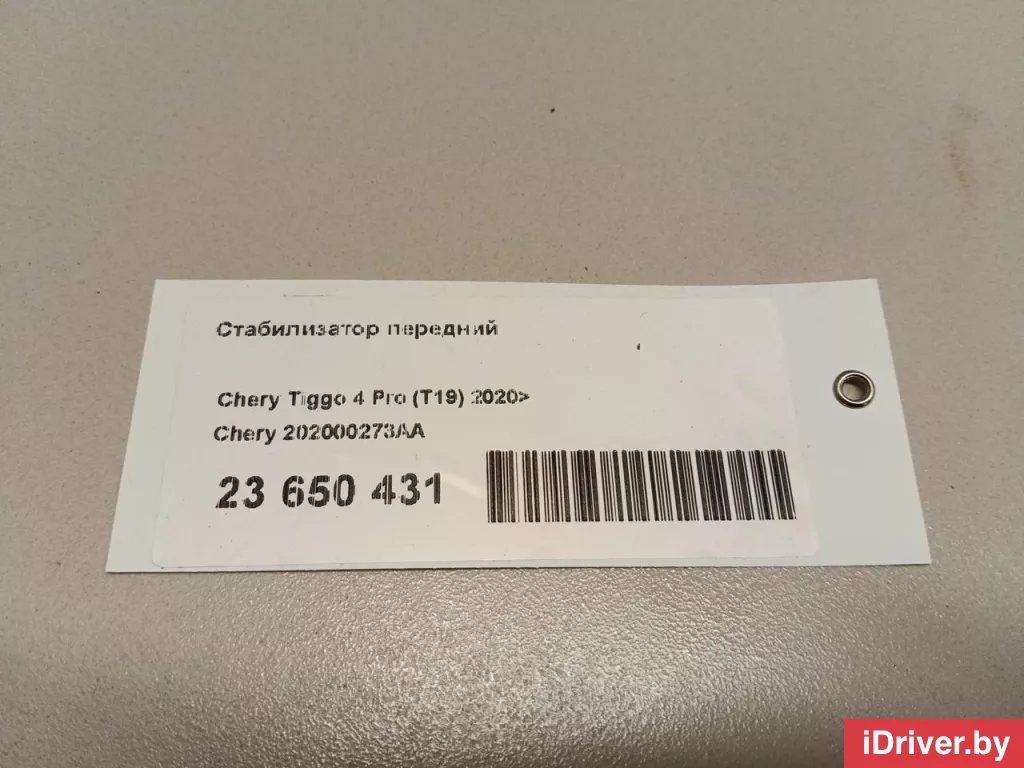 Стабилизатор передний
Chery Tiggo 4 Pro (T19) 2020>
Chery 202000273AA
23 650 431
iDriver.by